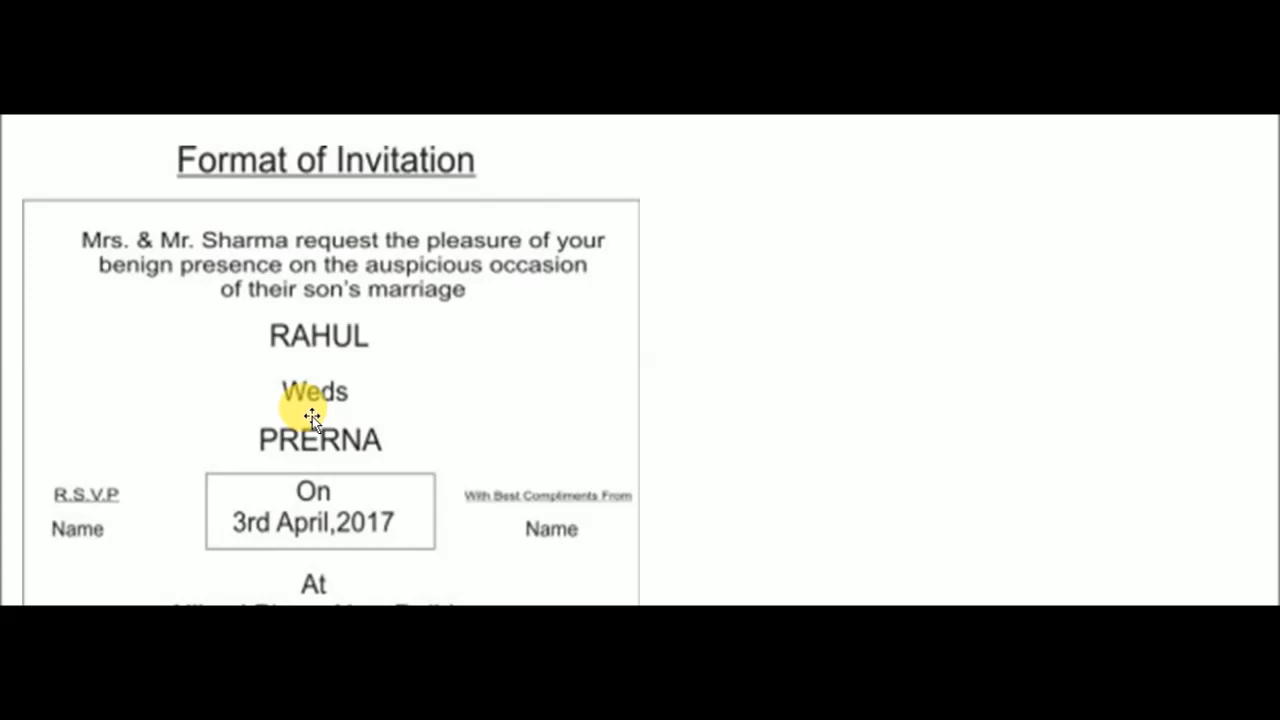 Format of Invitation
Mrs. & Mr. Sharma request the pleasure of your
benign presence on the auspicious occasion
of their son's marriage
RAHUL
Weds
PRERNA
R.S.V.P
Name
On
3rd April,2017
With Best Compliments From
Name
At